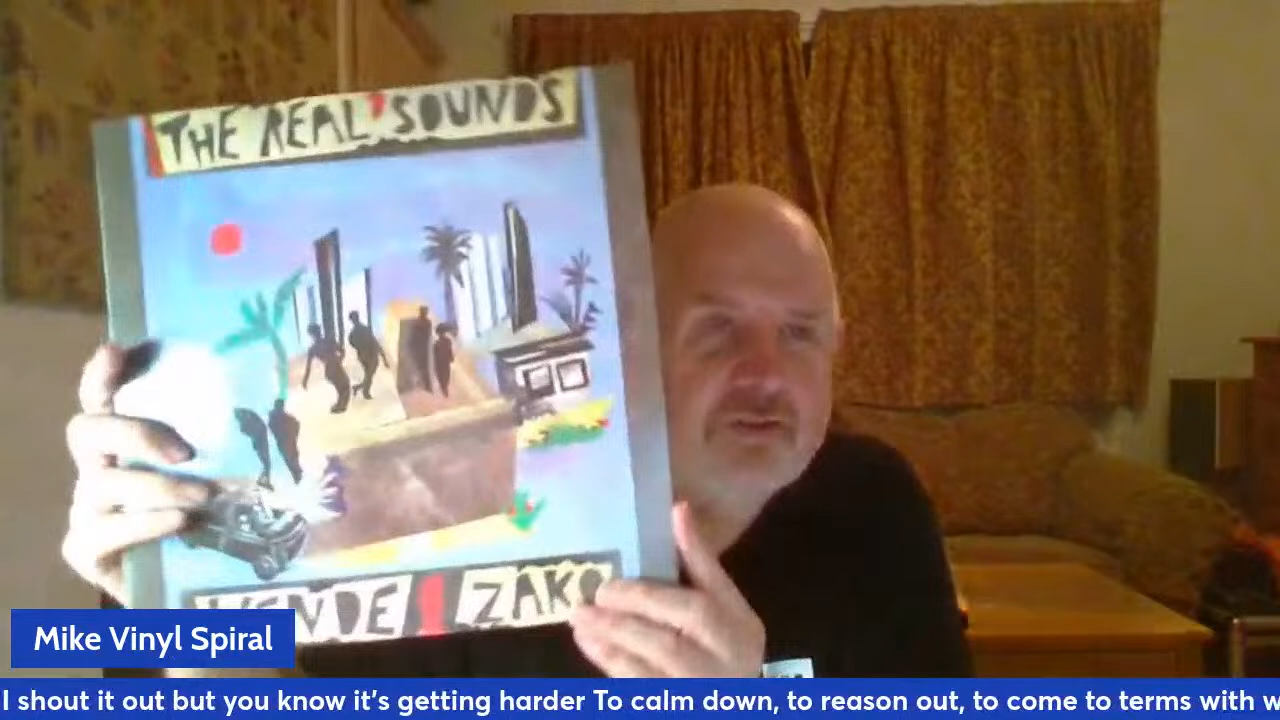 THE REAL SOUNDS
ZAKO
Mike Vinyl Spiral
I shout it out but you know it's getting harder To calm down, to reason out, to come to terms with w